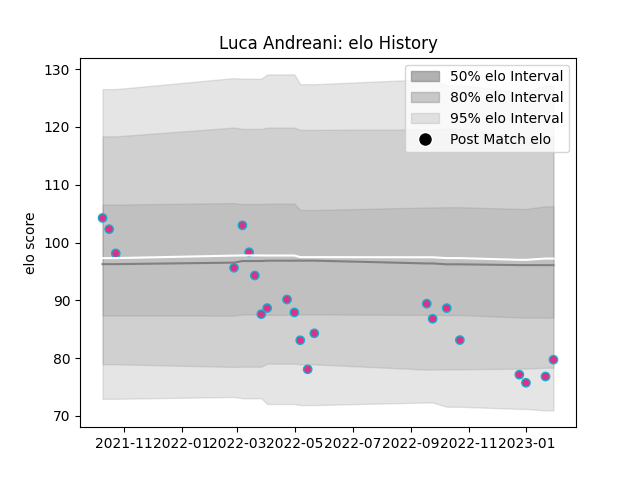 Luca Andreani: elo History
130
120
110
100
90
80
70
elo score
50% elo Interval
80% elo Interval
95% elo Interval
Post Match elo
2021-11 2022-01 2022-03 2022-05 2022-07 2022-09 2022-11 2023-01